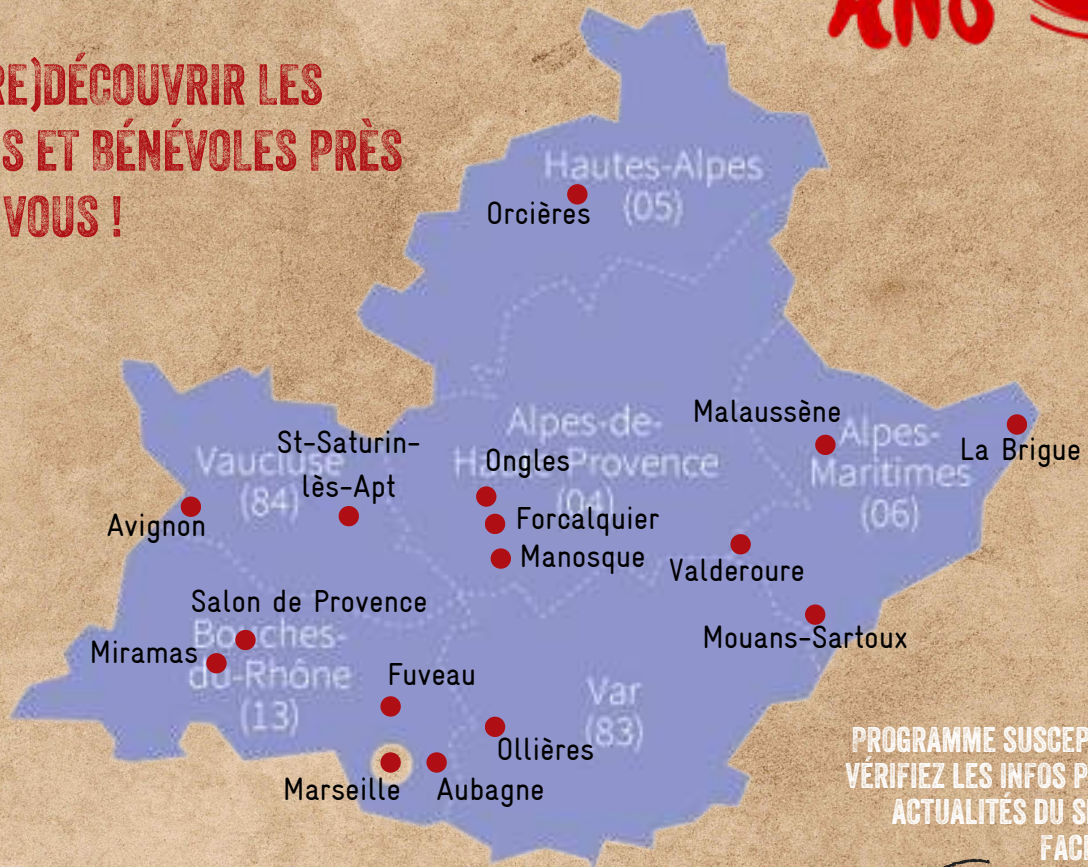 ANS
RE)DÉCOUVRIR LES
S ET BÉNÉVOLES PRÈS
VOUS !
Hautes-Alpes
(05)
Orcières
Malaussène
Alpes-
Maritimes
(06)
La Brigue
Alpes-de-
Haute-Provence
(04)
Ongles
Forcalquier
Manosque
St-Saturin-
lès-Apt
Vaucluse
(84)
Avignon
Valderoure
Mouans-Sartoux
Salon de Provence
Bouches-
du-Rhône
(13)
Miramas
Fuveau
Var
(83)
Ollières
Marseille
Aubagne
PROGRAMME SUSCEP
VÉRIFIEZ LES INFOS P
ACTUALITÉS DU S
FAC